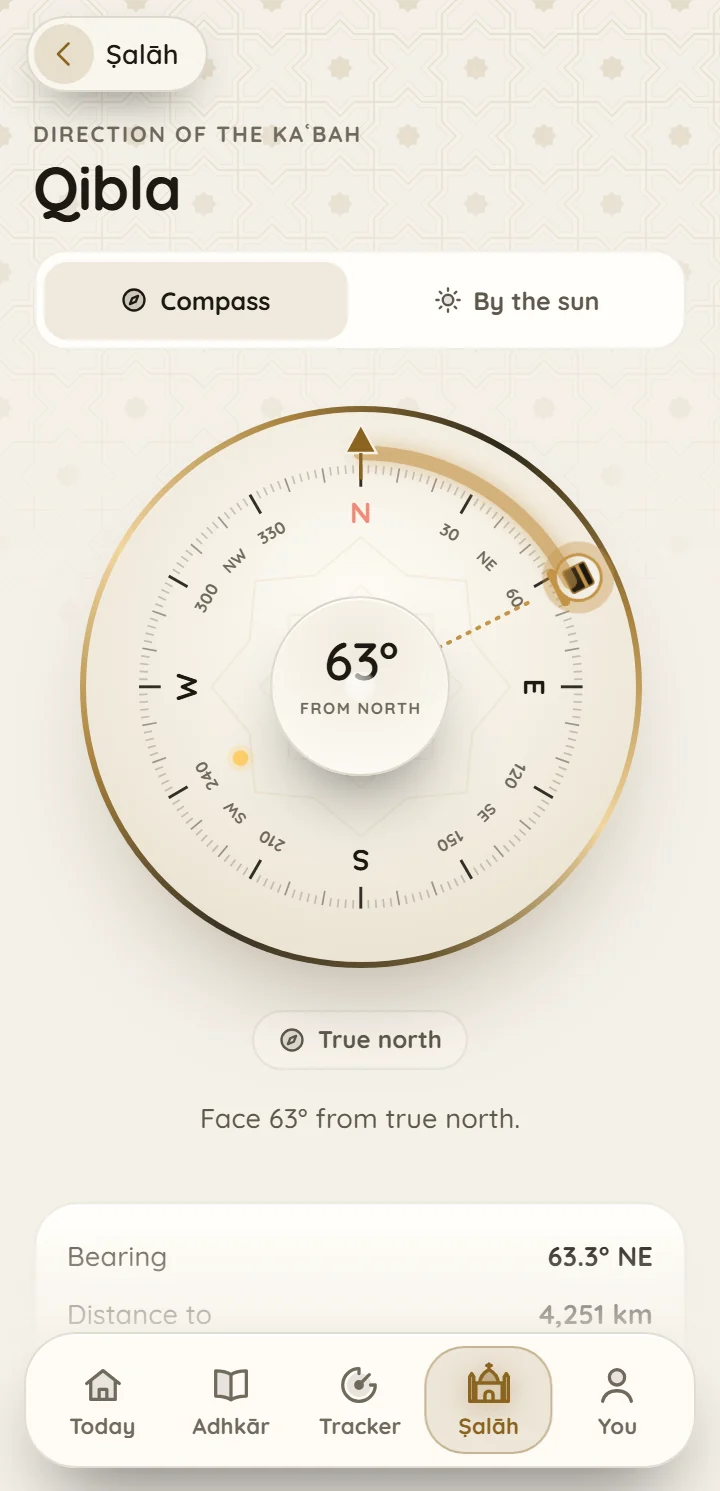 Ṣalāh
DIRECTION OF THE KAʿBAH
Qibla
Compass
By the sun
N
330
30
NW
NE
300
60
W
E
63°
FROM NORTH
240
120
SW
SE
210
150
S
True north
Face 63° from true north.
Bearing
63.3° NE
Distance to
4,251 km
Today
Adhkār
Tracker
Ṣalāh
You